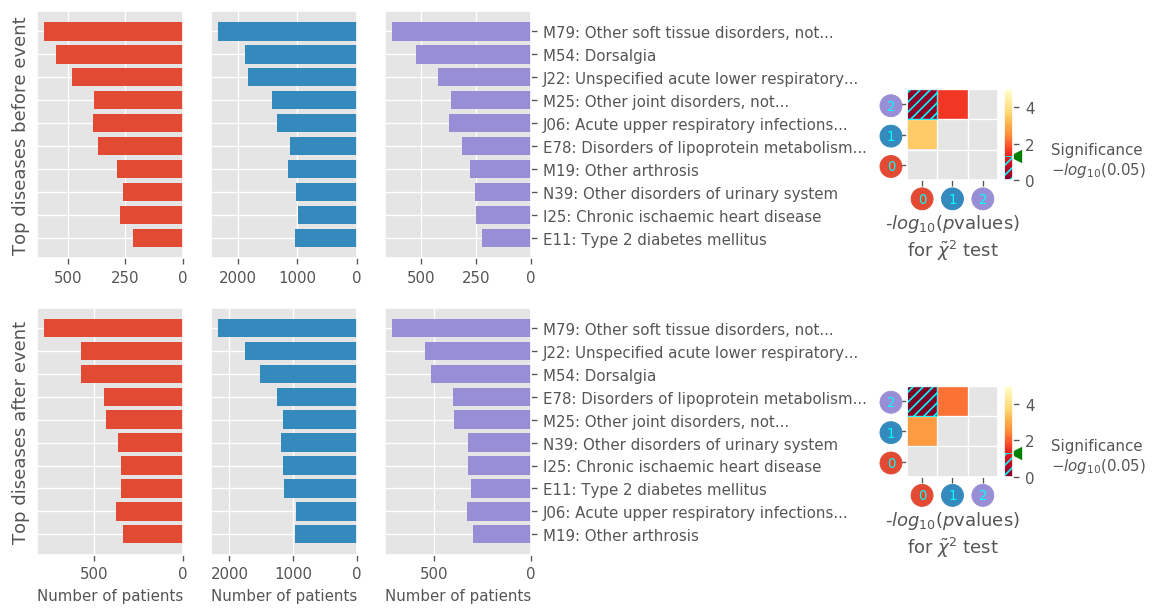 Top diseases before event
500
250
0
2000
1000
0
500
250
0
M79: Other soft tissue disorders, not...
M54: Dorsalgia
J22: Unspecified acute lower respiratory...
M25: Other joint disorders, not...
J06: Acute upper respiratory infections...
E78: Disorders of lipoprotein metabolism...
M19: Other arthrosis
N39: Other disorders of urinary system
I25: Chronic ischaemic heart disease
E11: Type 2 diabetes mellitus
2
1
0
0
1
2
-log₁₀(pvalues)
for χ̃² test
4
2
0
Significance
−log₁₀(0.05)
Top diseases after event
500
0
Number of patients
2000
1000
0
Number of patients
500
0
Number of patients
M79: Other soft tissue disorders, not...
J22: Unspecified acute lower respiratory...
M54: Dorsalgia
E78: Disorders of lipoprotein metabolism...
M25: Other joint disorders, not...
N39: Other disorders of urinary system
I25: Chronic ischaemic heart disease
E11: Type 2 diabetes mellitus
J06: Acute upper respiratory infections...
M19: Other arthrosis
2
1
0
0
1
2
-log₁₀(pvalues)
for χ̃² test
4
2
0
Significance
−log₁₀(0.05)